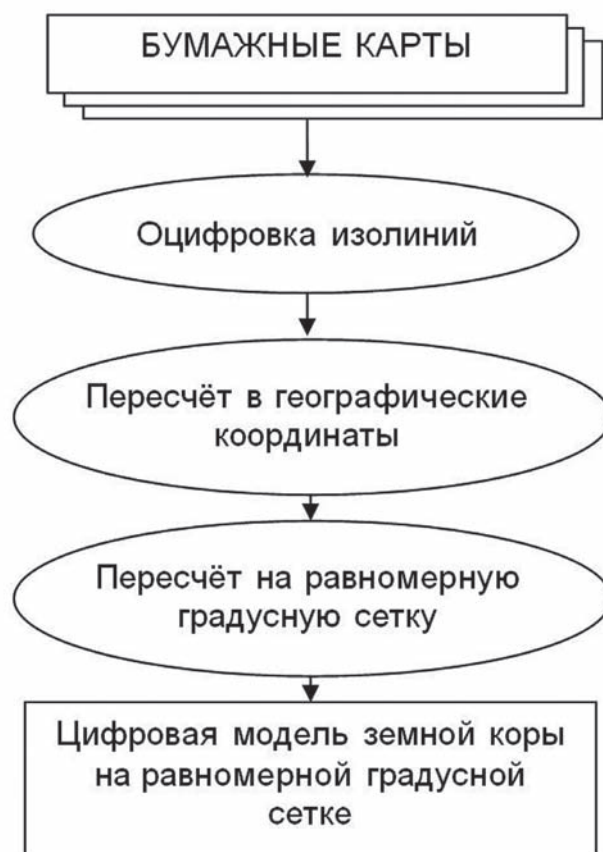 БУМАЖНЫЕ КАРТЫ
Оцифровка изолиний
Пересчёт в географические
координаты
Пересчёт на равномерную
градусную сетку
Цифровая модель земной коры
на равномерной градусной
сетке